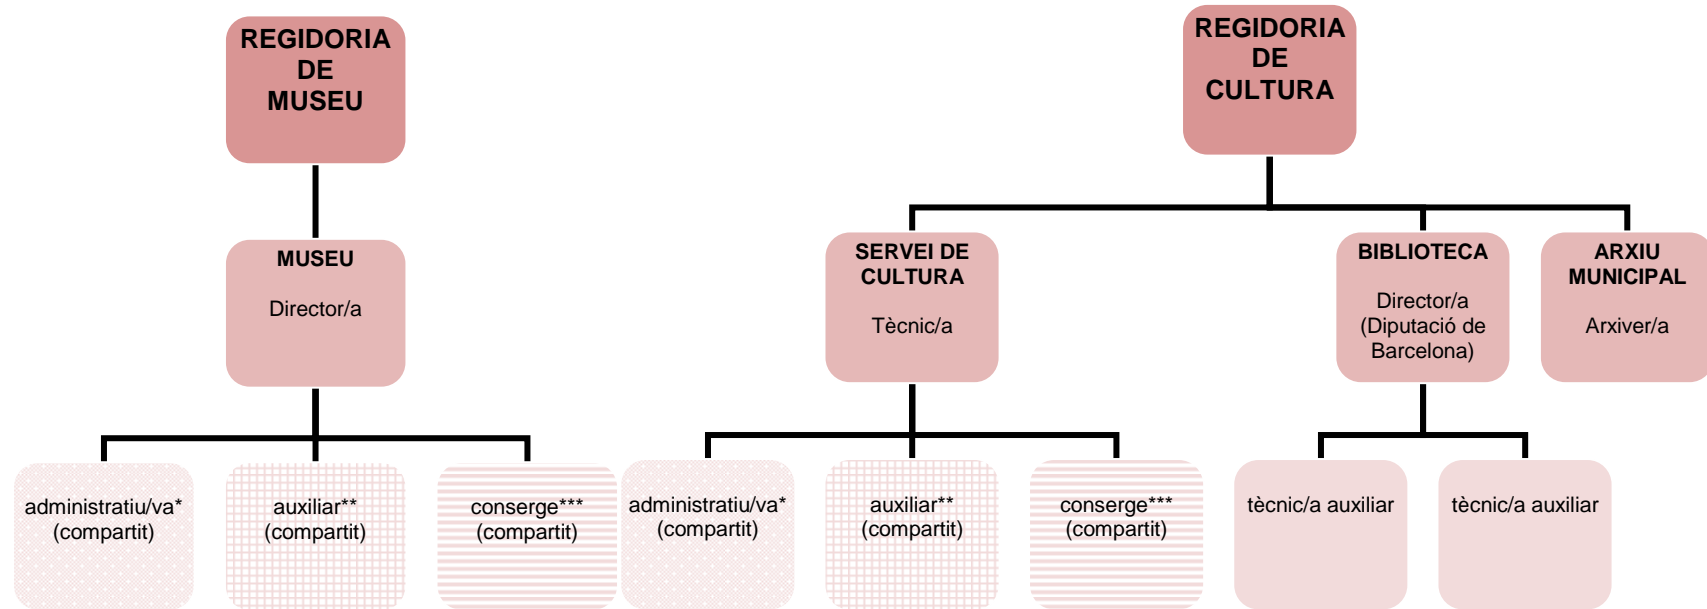 REGIDORIA
DE
MUSEU
REGIDORIA
DE
CULTURA
MUSEU
Director/a
SERVEI DE
CULTURA
Tècnic/a
BIBLIOTECA
Director/a
(Diputació de
Barcelona)
ARXIU
MUNICIPAL
Arxiver/a
administratiu/va*
(compartit)
auxiliar**
(compartit)
conserge***
(compartit)
administratiu/va*
(compartit)
auxiliar**
(compartit)
conserge***
(compartit)
tècnic/a auxiliar
tècnic/a auxiliar